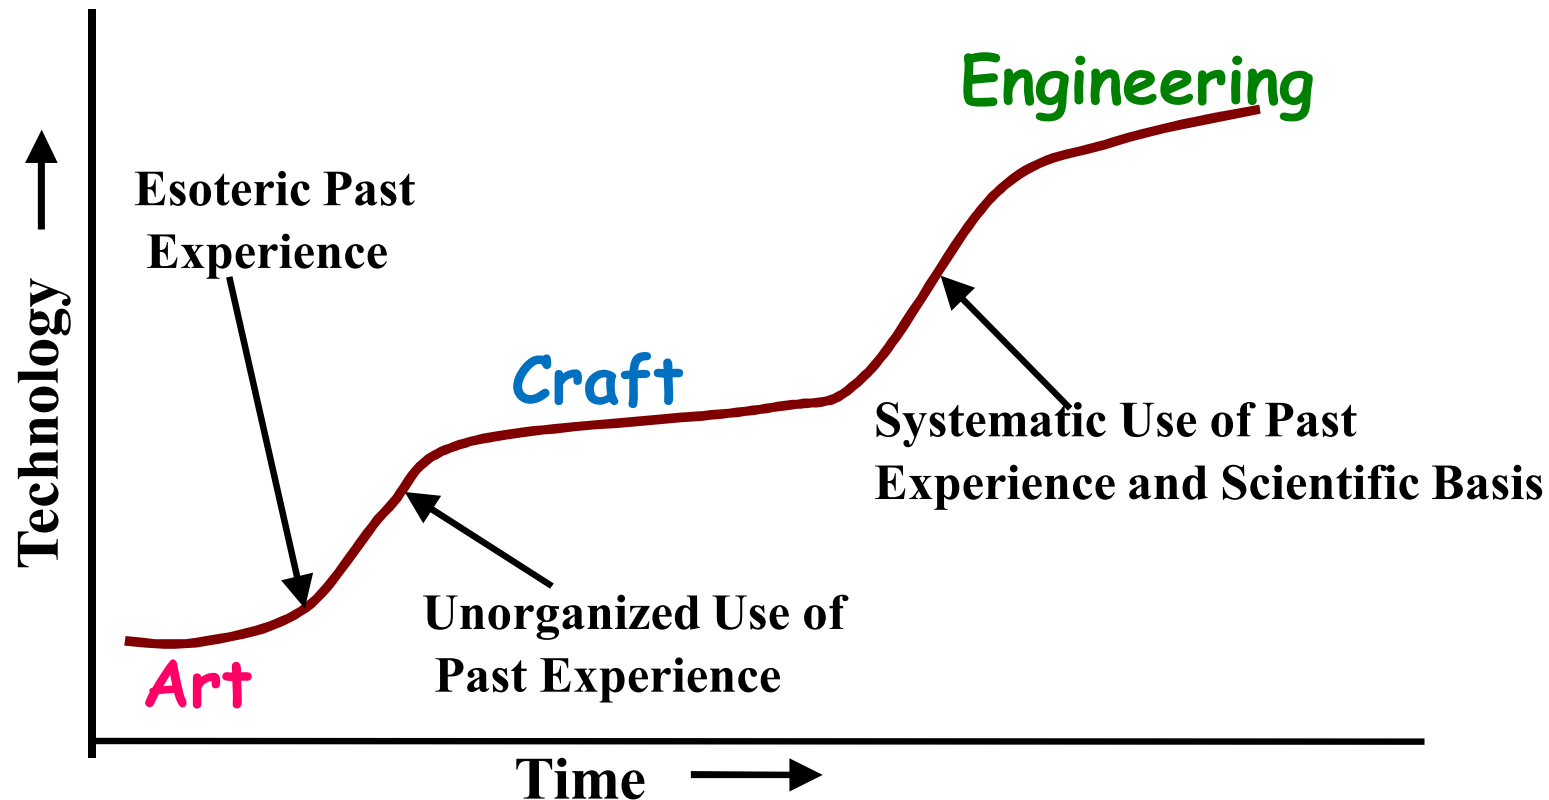 Engineering
Esoteric Past
Experience
Craft
Systematic Use of Past
Experience and Scientific Basis
Unorganized Use of
Past Experience
Art
Technology
Time